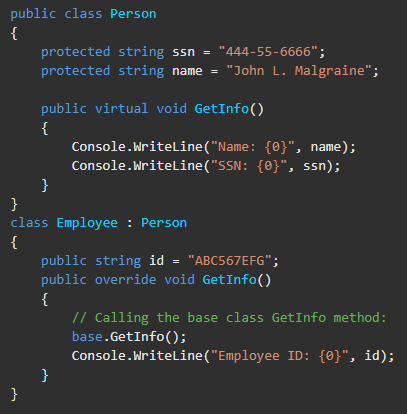 public class Person
{
    protected string ssn = "444-55-6666";
    protected string name = "John L. Malgraine";

    public virtual void GetInfo()
    {
        Console.WriteLine("Name: {0}", name);
        Console.WriteLine("SSN: {0}", ssn);
    }
}
class Employee : Person
{
    public string id = "ABC567EFG";
    public override void GetInfo()
    {
        // Calling the base class GetInfo method:
        base.GetInfo();
        Console.WriteLine("Employee ID: {0}", id);
    }
}